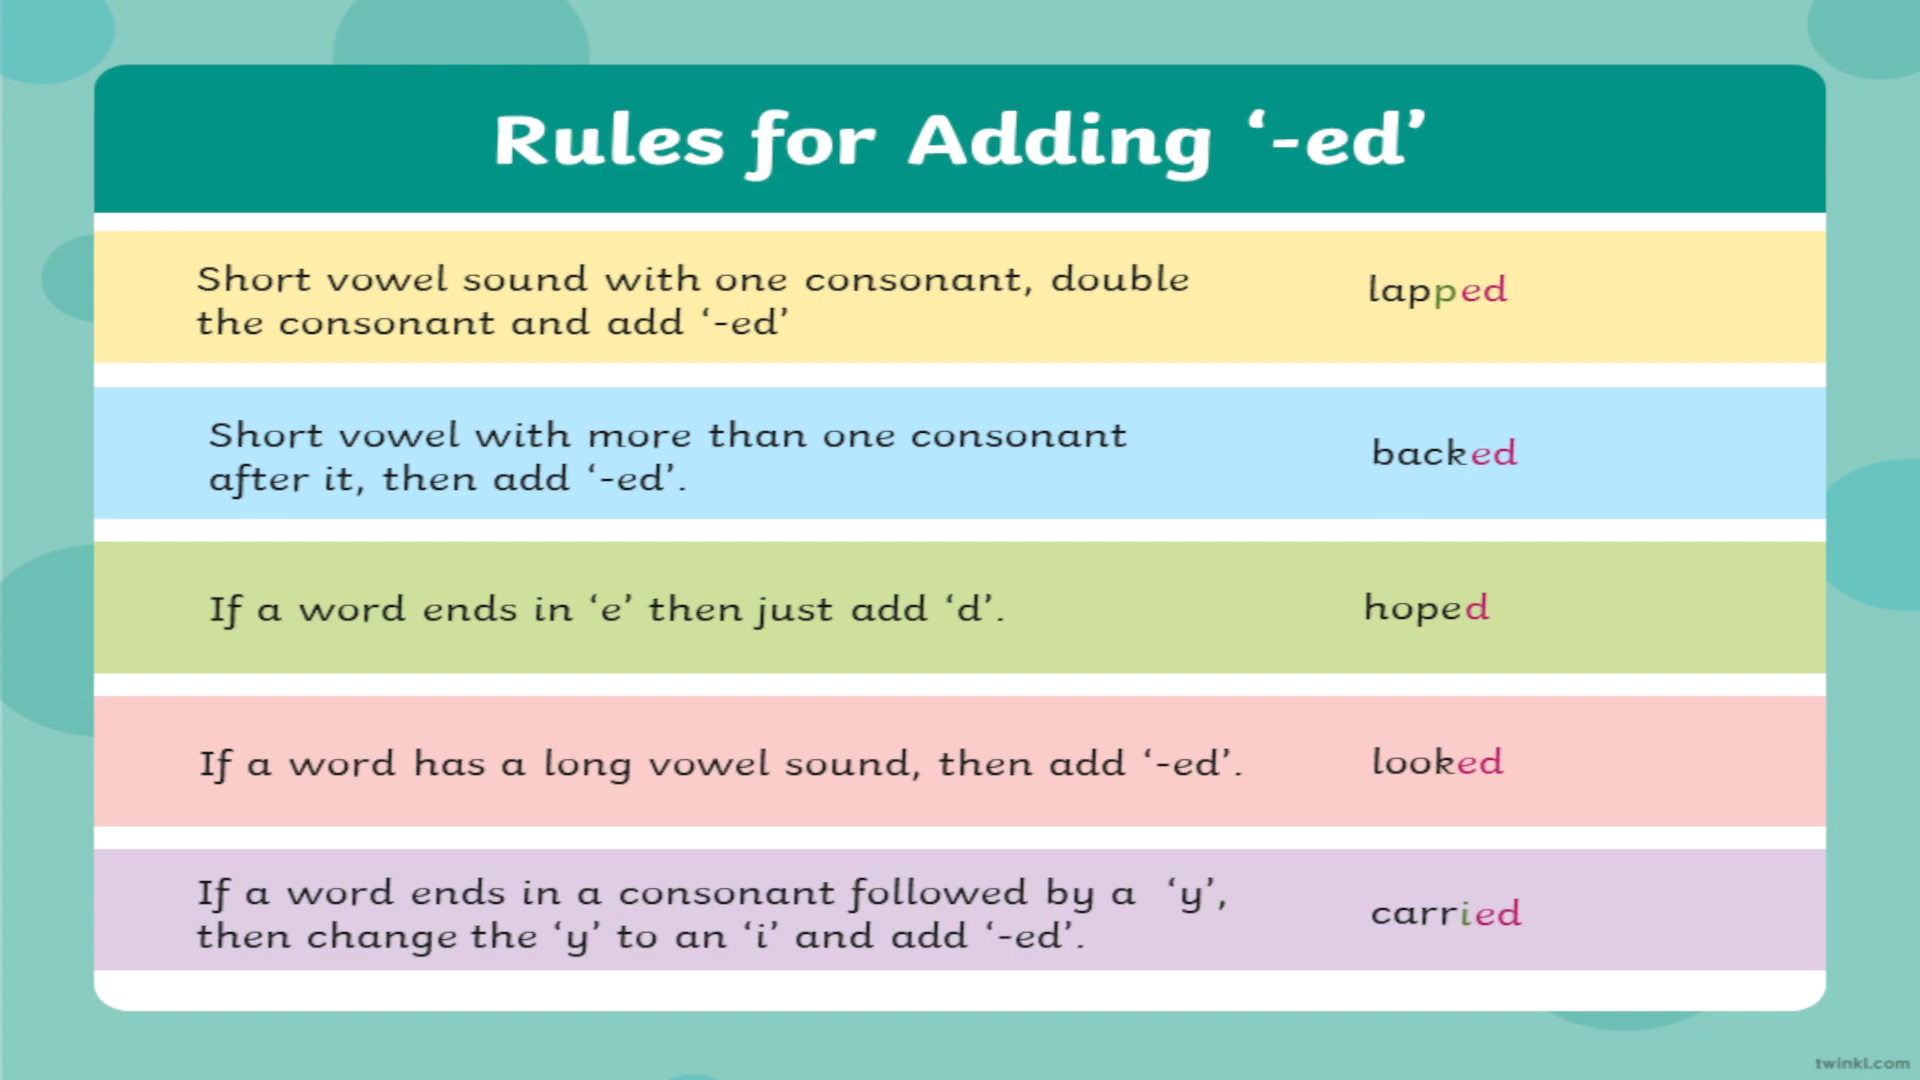 Rules for Adding ‘-ed’
Short vowel sound with one consonant, double
the consonant and add ‘-ed’
lapped
Short vowel with more than one consonant
after it, then add ‘-ed’.
backed
If a word ends in ‘e’ then just add ‘d’.
hoped
If a word has a long vowel sound, then add ‘-ed’.
looked
If a word ends in a consonant followed by a ‘y’,
then change the ‘y’ to an ‘i’ and add ‘-ed’.
carried
twinkl.com